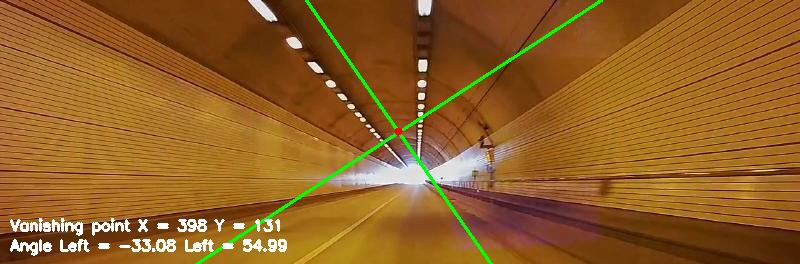 Vanishing point X = 398 Y = 131
Angle Left = -33.08 Left = 54.99